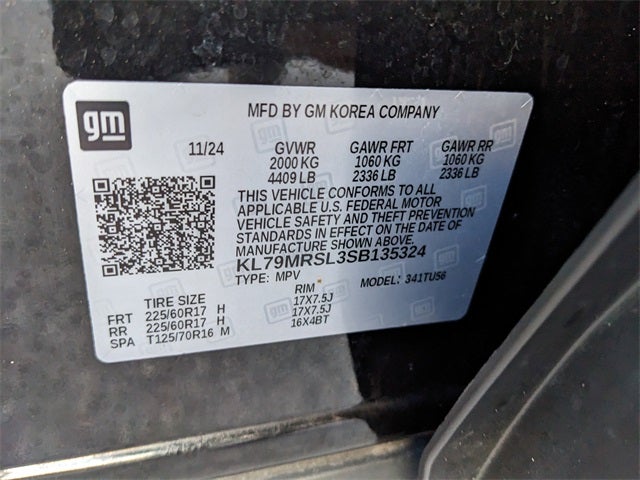 gm
MFD BY GM KOREA COMPANY
11/24 GVWR GAWR FRT GAWR RR
2000 KG 1060 KG 1060 KG
4409 LB 2336 LB 2336 LB
THIS VEHICLE CONFORMS TO ALL
APPLICABLE U.S. FEDERAL MOTOR
VEHICLE SAFETY AND THEFT PREVENTION
STANDARDS IN EFFECT ON THE DATE OF
MANUFACTURE SHOWN ABOVE.
KL79MRSL3SB135324
TYPE: MPV MODEL: 341TU56
TIRE SIZE RIM
FRT 225/60R17 H 17X7.5J
RR 225/60R17 H 17X7.5J
SPA T125/70R16 M 16X4BT